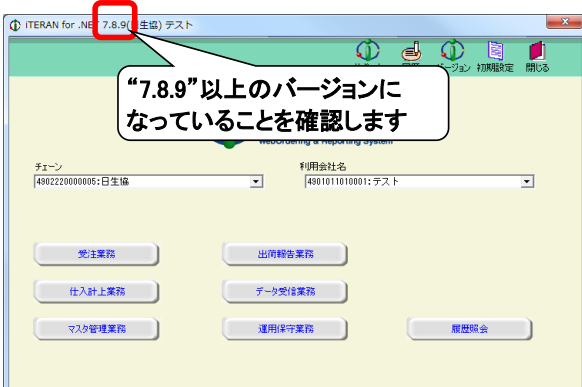 iTERAN for .NET 7.8.9(日生協) テスト
バージョン 初期設定 閉じる
“7.8.9”以上のバージョンに
なっていることを確認します
WebOrdering & Reporting System
チェーン 利用会社名
4902220000005:日生協 4901011010001:テスト
受注業務 出荷報告業務
仕入計上業務 データ受信業務
マスタ管理業務 運用保守業務 履歴照会